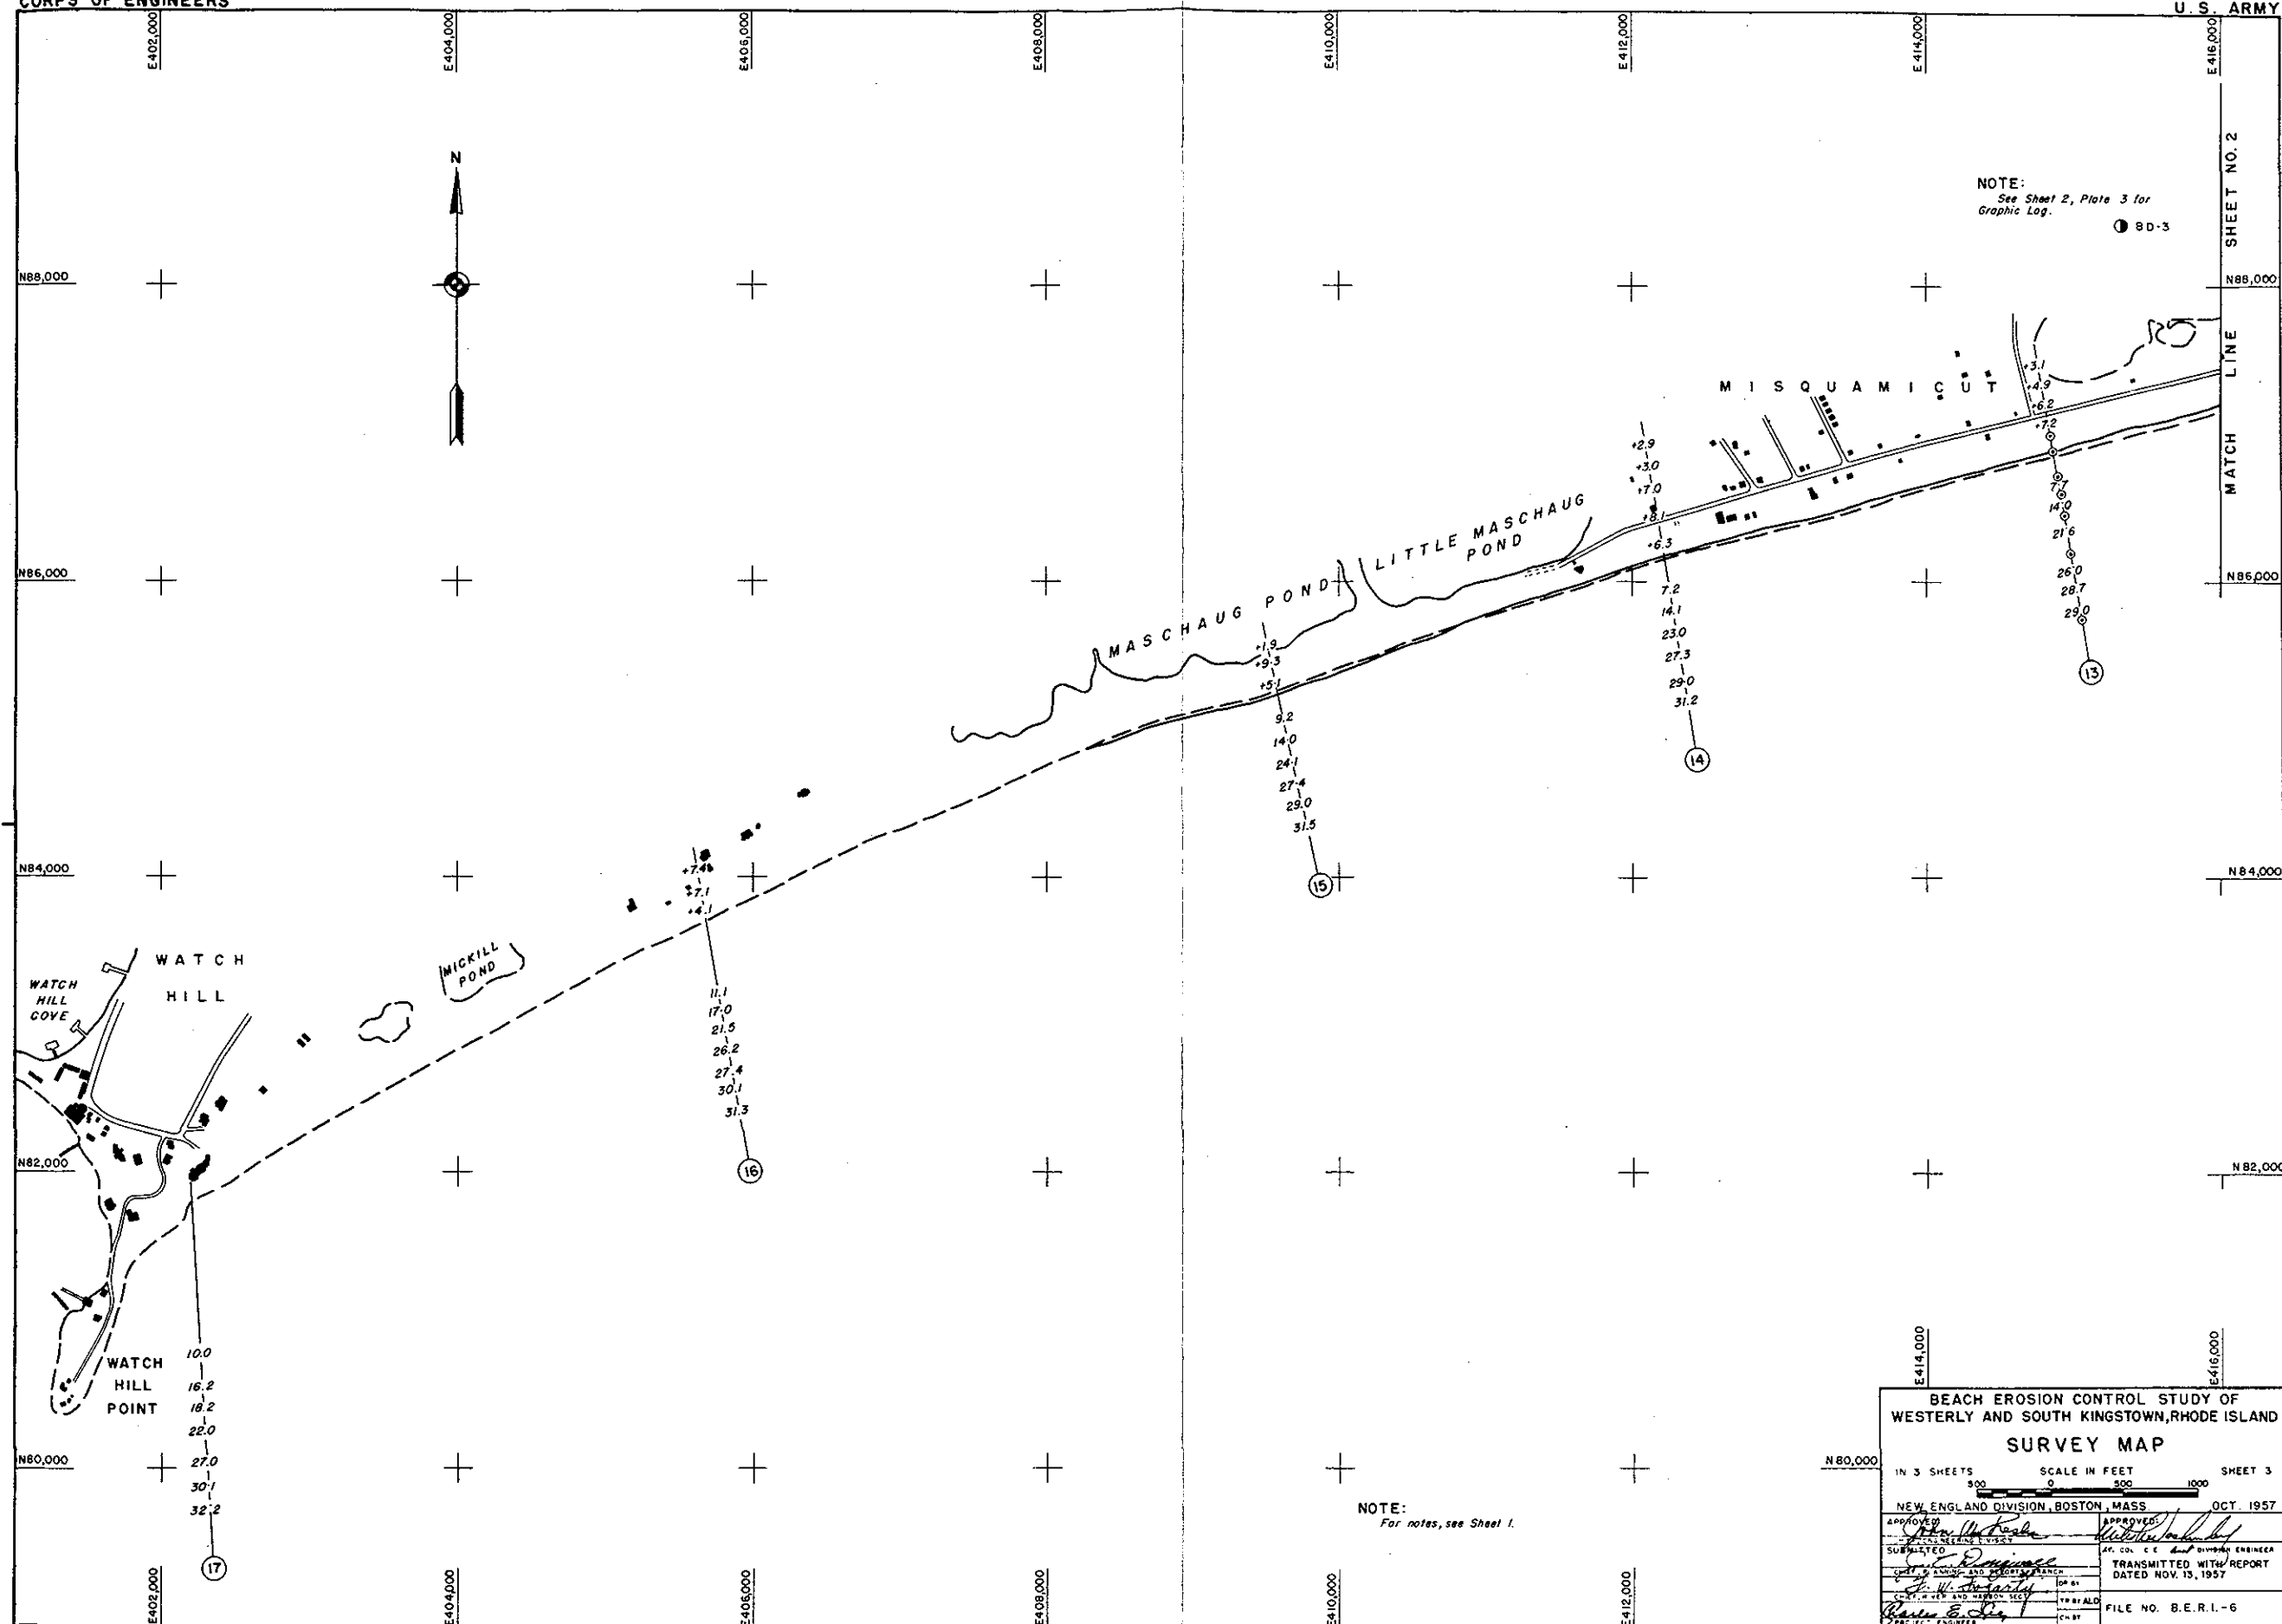 CORPS OF ENGINEERS
U. S. ARMY
E402,000
E404,000
E406,000
E408,000
E410,000
E412,000
E414,000
E416,000
N
NOTE:
See Sheet 2, Plate 3 for
Graphic Log.
BD-3
MATCH LINE SHEET NO. 2
N88,000
N88,000
MISQUAMICUT
+3.1
+4.9
+6.2
+7.2
7.7
14.0
21.6
26.0
28.7
29.0
13
+2.9
+3.0
+7.0
+8.1
+6.3
7.2
14.1
23.0
27.3
29.0
31.2
14
LITTLE MASCHAUG
POND
MASCHAUG POND
N86,000
N86,000
+1.9
+9.3
+5.1
9.2
14.0
24.1
27.4
29.0
31.5
15
N84,000
N84,000
+7.4
+7.1
+4.1
11.1
17.0
21.5
26.2
27.4
30.1
31.3
16
MICKILL
POND
WATCH
HILL
WATCH
HILL
COVE
N82,000
N82,000
WATCH
HILL
POINT
10.0
16.2
18.2
22.0
27.0
30.1
32.2
17
N80,000
N80,000
NOTE:
For notes, see Sheet 1.
E402,000
E404,000
E406,000
E410,000
E412,000
E414,000
E416,000
BEACH EROSION CONTROL STUDY OF
WESTERLY AND SOUTH KINGSTOWN, RHODE ISLAND
SURVEY MAP
IN 3 SHEETS SCALE IN FEET SHEET 3
500 0 500 1000
NEW ENGLAND DIVISION, BOSTON, MASS. OCT. 1957
APPROVED:
APPROVED:
SUBMITTED
DIVISION ENGINEER
TRANSMITTED WITH REPORT
DATED NOV. 13, 1957
FILE NO. B.E.R.I.-6
PROJECT ENGINEER